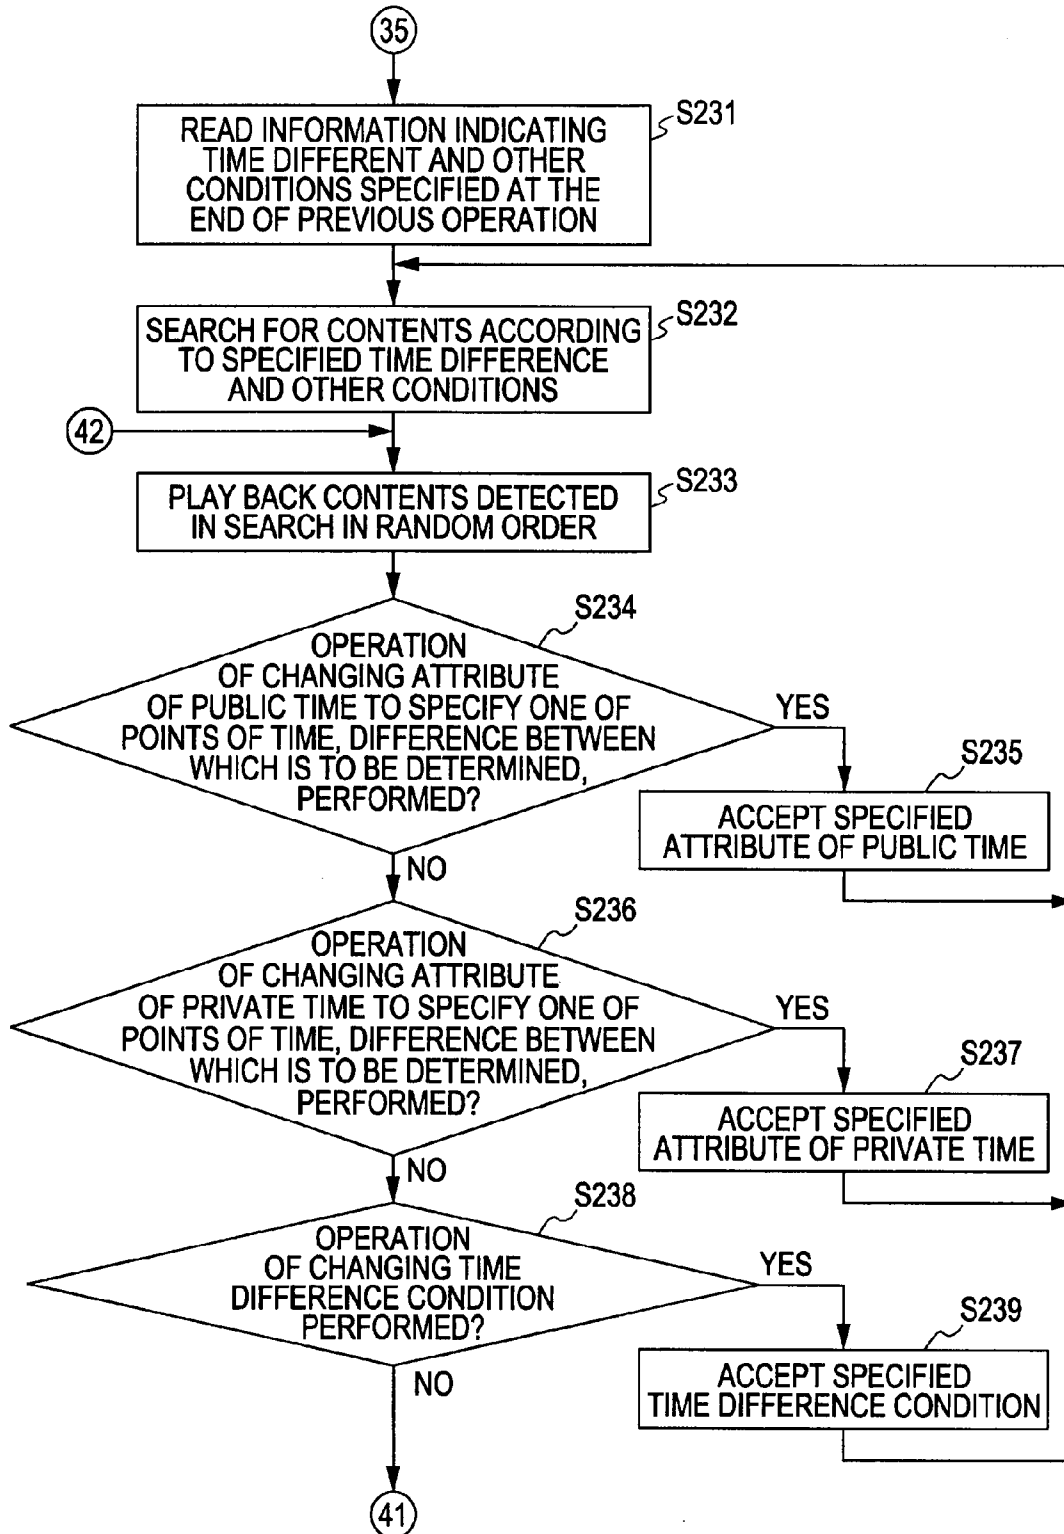 35
S231
READ INFORMATION INDICATING
TIME DIFFERENT AND OTHER
CONDITIONS SPECIFIED AT THE
END OF PREVIOUS OPERATION
S232
SEARCH FOR CONTENTS ACCORDING
TO SPECIFIED TIME DIFFERENCE
AND OTHER CONDITIONS
42
S233
PLAY BACK CONTENTS DETECTED
IN SEARCH IN RANDOM ORDER
S234
OPERATION
OF CHANGING ATTRIBUTE
OF PUBLIC TIME TO SPECIFY ONE OF
POINTS OF TIME, DIFFERENCE BETWEEN
WHICH IS TO BE DETERMINED,
PERFORMED?
YES
S235
ACCEPT SPECIFIED
ATTRIBUTE OF PUBLIC TIME
NO
S236
OPERATION
OF CHANGING ATTRIBUTE
OF PRIVATE TIME TO SPECIFY ONE OF
POINTS OF TIME, DIFFERENCE BETWEEN
WHICH IS TO BE DETERMINED,
PERFORMED?
YES
S237
ACCEPT SPECIFIED
ATTRIBUTE OF PRIVATE TIME
NO
S238
OPERATION
OF CHANGING TIME
DIFFERENCE CONDITION
PERFORMED?
YES
S239
ACCEPT SPECIFIED
TIME DIFFERENCE CONDITION
NO
41